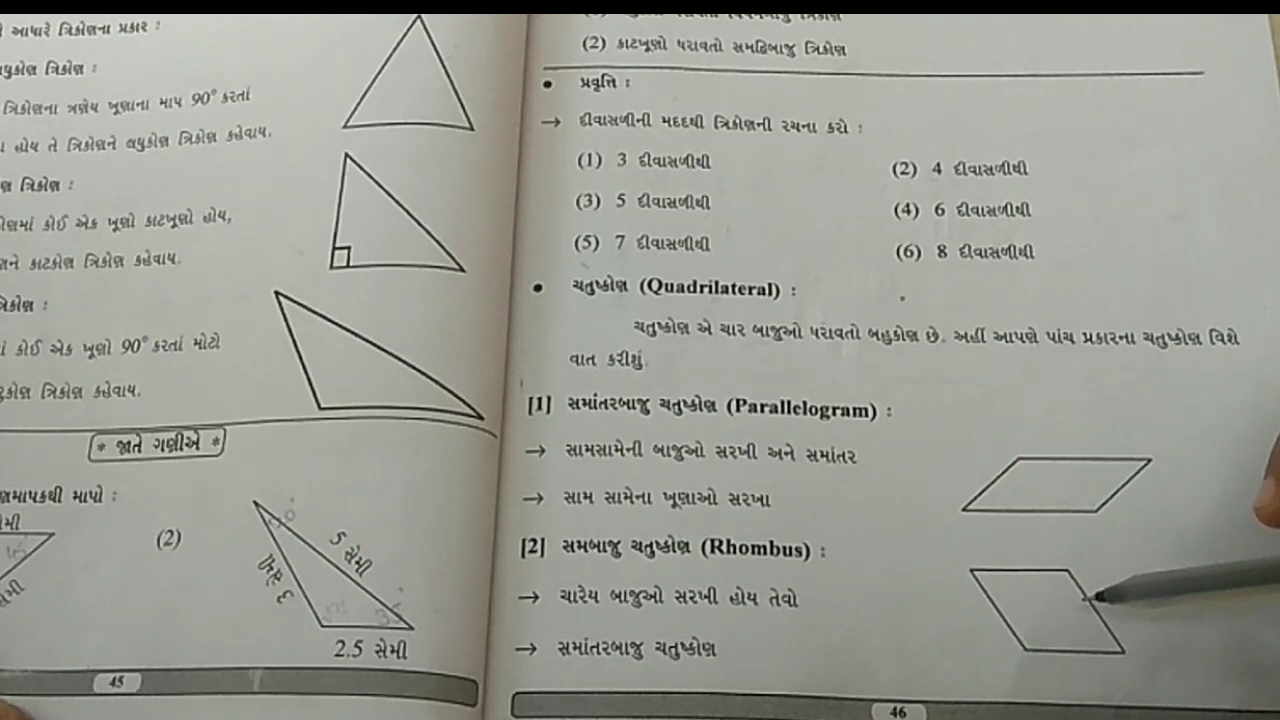 આધારે ત્રિકોણના પ્રકાર :
ત્રિકોણ :
ત્રિકોણના ત્રણેય ખૂણાના માપ 90° કરતાં
હોય તે ત્રિકોણને લઘુકોણ ત્રિકોણ કહેવાય.
ત્રિકોણ :
કોઈ એક ખૂણો કાટખૂણો હોય,
કાટકોણ ત્રિકોણ કહેવાય.
કોઈ એક ખૂણો 90° કરતાં મોટો
ત્રિકોણ કહેવાય.
* જાતે ગણીએ *
(2)
5 સેમી
3 સેમી
2.5 સેમી
45
(2) કાટખૂણો ધરાવતો સમદ્વિબાજુ ત્રિકોણ
• પ્રવૃત્તિ :
→ દીવાસળીની મદદથી ત્રિકોણની રચના કરો :
(1) 3 દીવાસળીથી (2) 4 દીવાસળીથી
(3) 5 દીવાસળીથી (4) 6 દીવાસળીથી
(5) 7 દીવાસળીથી (6) 8 દીવાસળીથી
• ચતુષ્કોણ (Quadrilateral) :
ચતુષ્કોણ એ ચાર બાજુઓ ધરાવતો બહુકોણ છે. અહીં આપણે પાંચ પ્રકારના ચતુષ્કોણ વિશે
વાત કરીશું.
[1] સમાંતરબાજુ ચતુષ્કોણ (Parallelogram) :
→ સામસામેની બાજુઓ સરખી અને સમાંતર
→ સામ સામેના ખૂણાઓ સરખા
[2] સમબાજુ ચતુષ્કોણ (Rhombus) :
→ ચારેય બાજુઓ સરખી હોય તેવો
→ સમાંતરબાજુ ચતુષ્કોણ
46